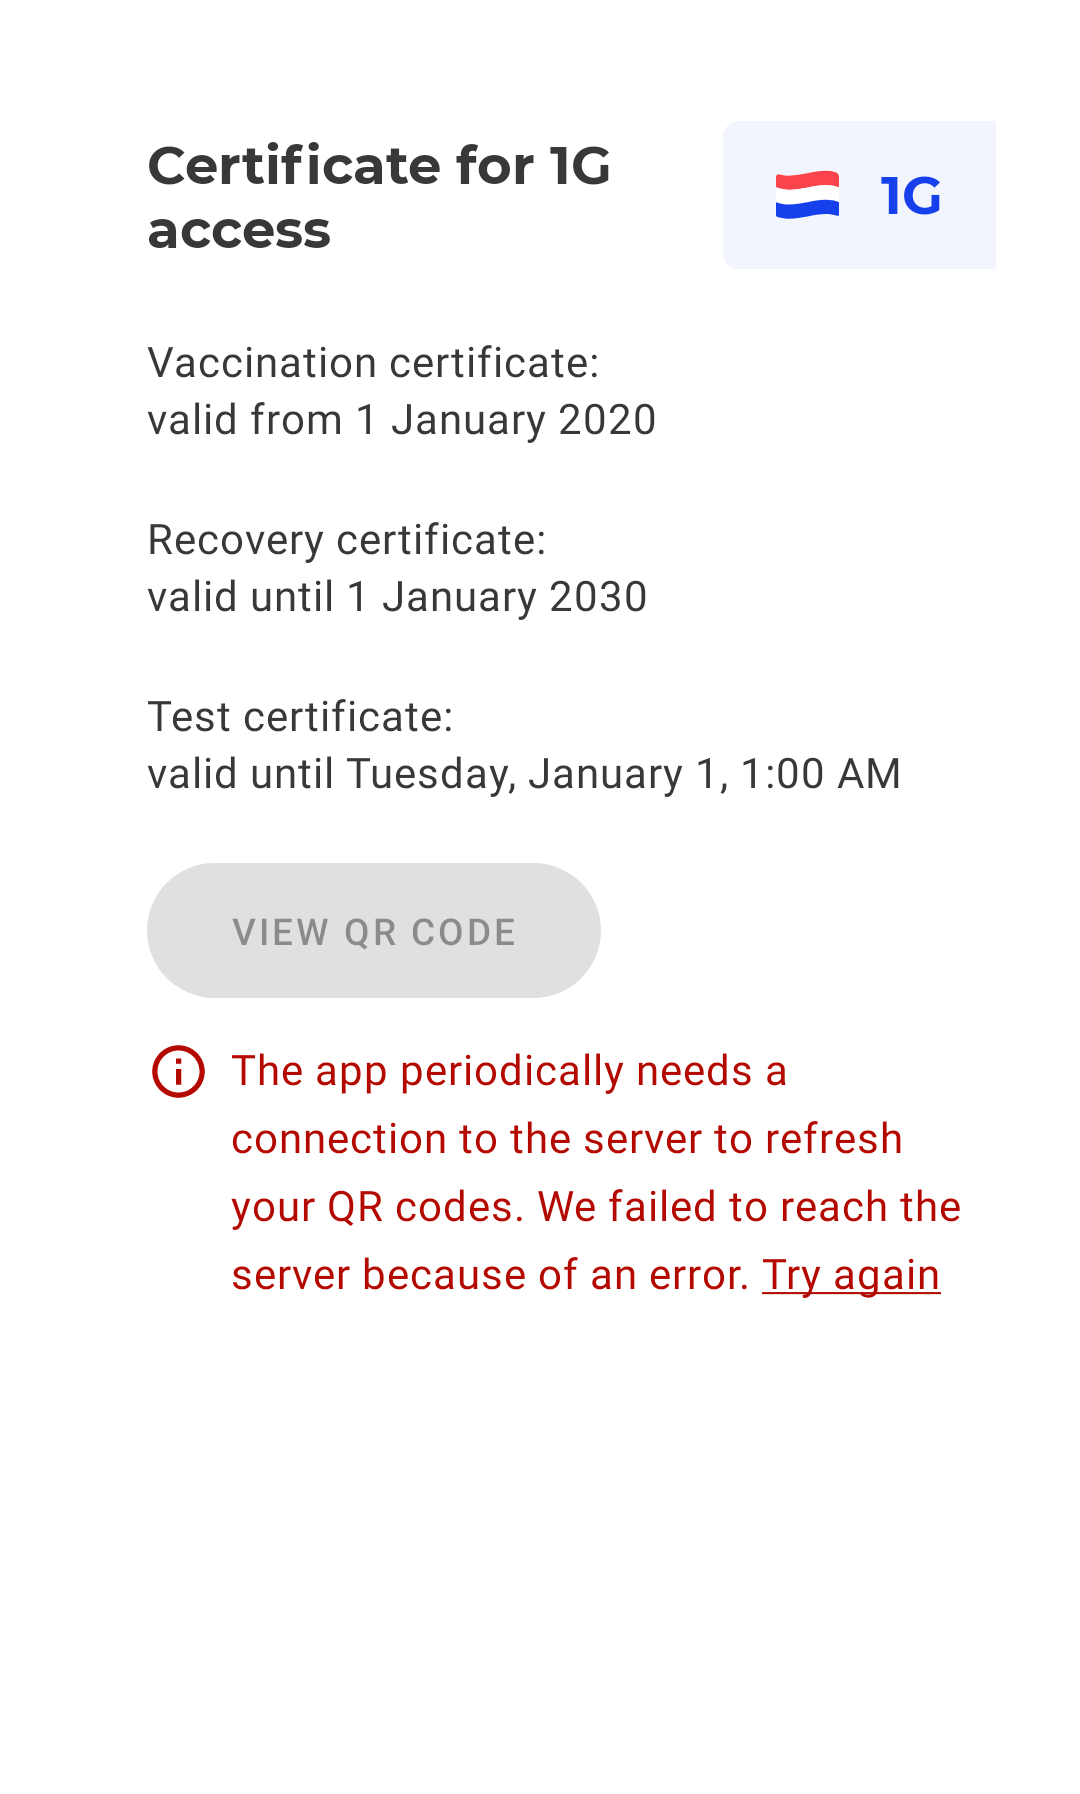 Certificate for 1G
access
1G
Vaccination certificate:
valid from 1 January 2020
Recovery certificate:
valid until 1 January 2030
Test certificate:
valid until Tuesday, January 1, 1:00 AM
VIEW QR CODE
The app periodically needs a
connection to the server to refresh
your QR codes. We failed to reach the
server because of an error. Try again